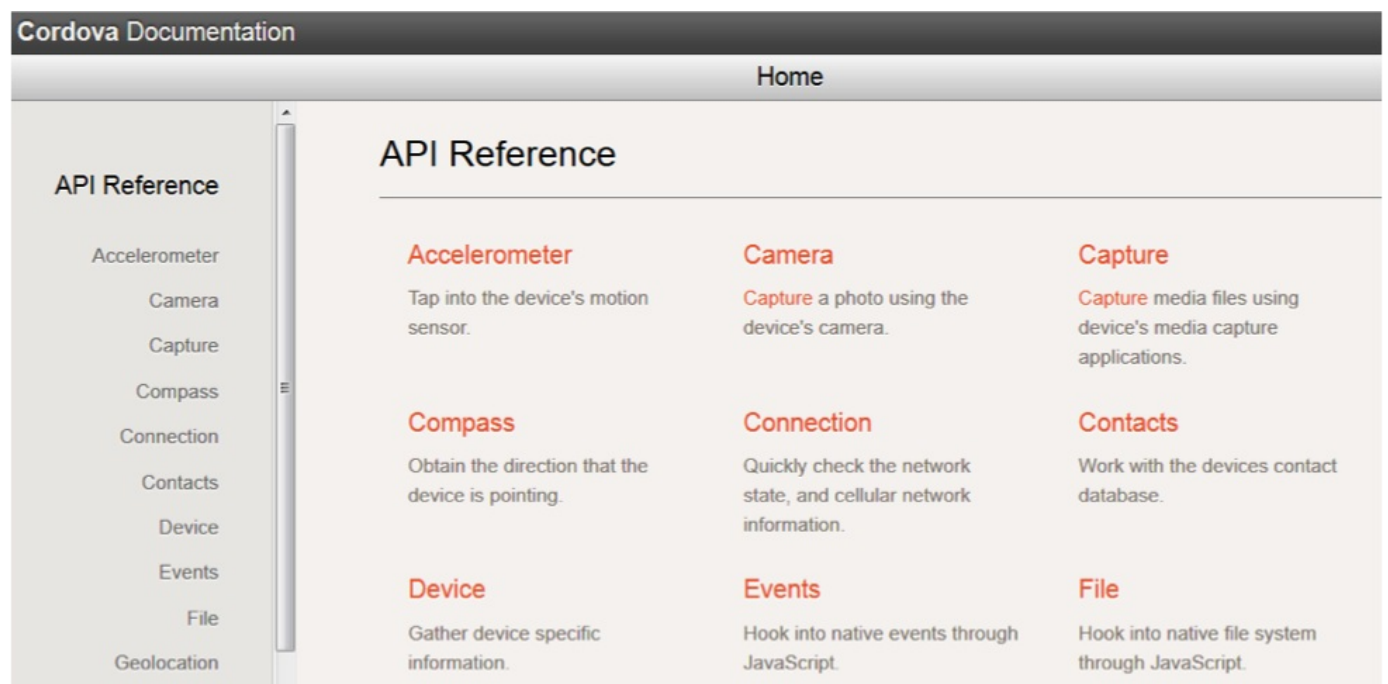 Cordova Documentation
Home
API Reference
Accelerometer
Camera
Capture
Compass
Connection
Contacts
Device
Events
File
Geolocation
API Reference
Accelerometer
Tap into the device's motion
sensor.
Camera
Capture a photo using the
device's camera.
Capture
Capture media files using
device's media capture
applications.
Compass
Obtain the direction that the
device is pointing.
Connection
Quickly check the network
state, and cellular network
information.
Contacts
Work with the devices contact
database.
Device
Gather device specific
information.
Events
Hook into native events through
JavaScript.
File
Hook into native file system
through JavaScript.